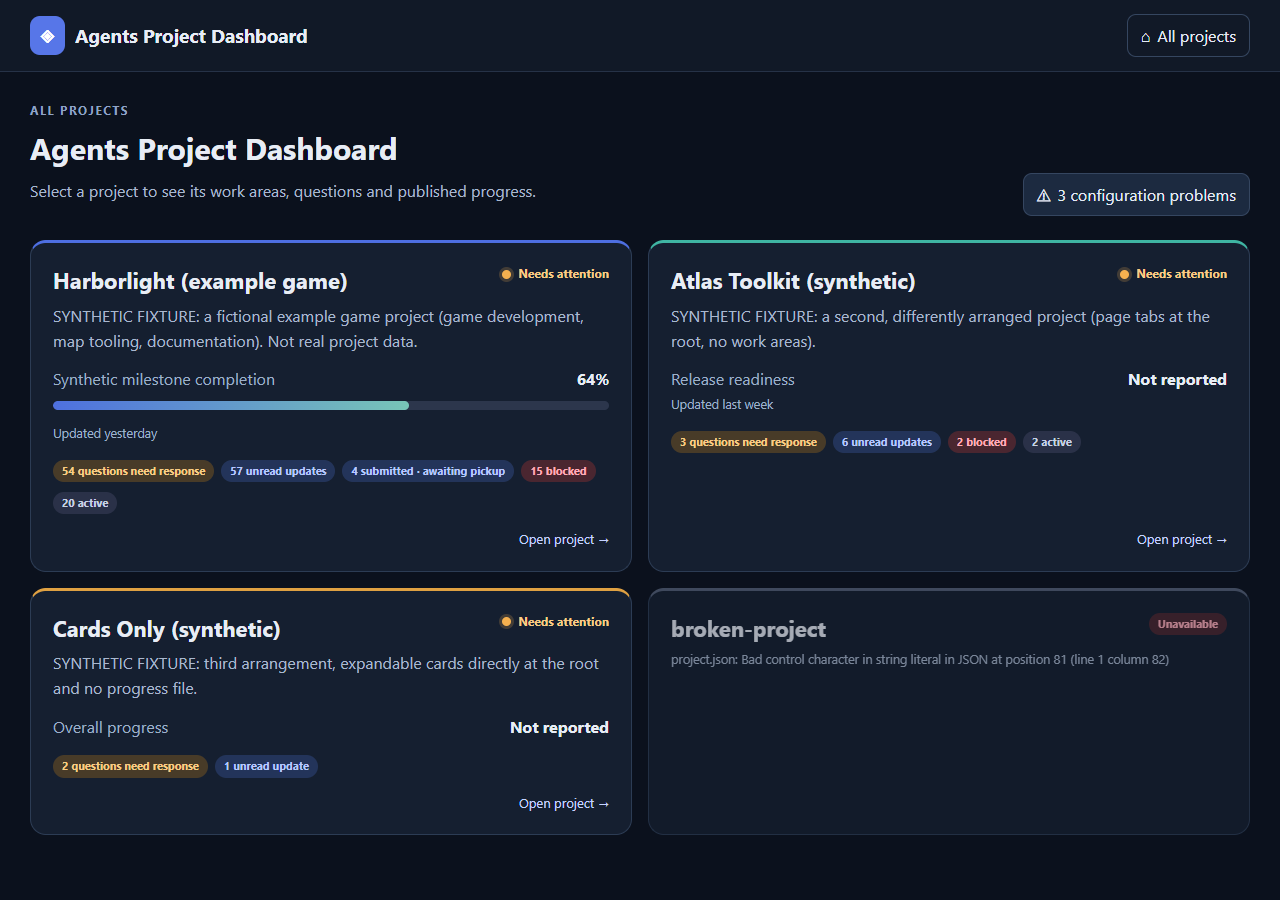 Agents Project Dashboard
⌂ All projects
ALL PROJECTS
Agents Project Dashboard
Select a project to see its work areas, questions and published progress.
⚠ 3 configuration problems
Harborlight (example game)
Needs attention
SYNTHETIC FIXTURE: a fictional example game project (game development,
map tooling, documentation). Not real project data.
Synthetic milestone completion
64%
Updated yesterday
54 questions need response
57 unread updates
4 submitted · awaiting pickup
15 blocked
20 active
Open project →
Atlas Toolkit (synthetic)
Needs attention
SYNTHETIC FIXTURE: a second, differently arranged project (page tabs at the
root, no work areas).
Release readiness
Not reported
Updated last week
3 questions need response
6 unread updates
2 blocked
2 active
Open project →
Cards Only (synthetic)
Needs attention
SYNTHETIC FIXTURE: third arrangement, expandable cards directly at the root
and no progress file.
Overall progress
Not reported
2 questions need response
1 unread update
Open project →
broken-project
Unavailable
project.json: Bad control character in string literal in JSON at position 81 (line 1 column 82)